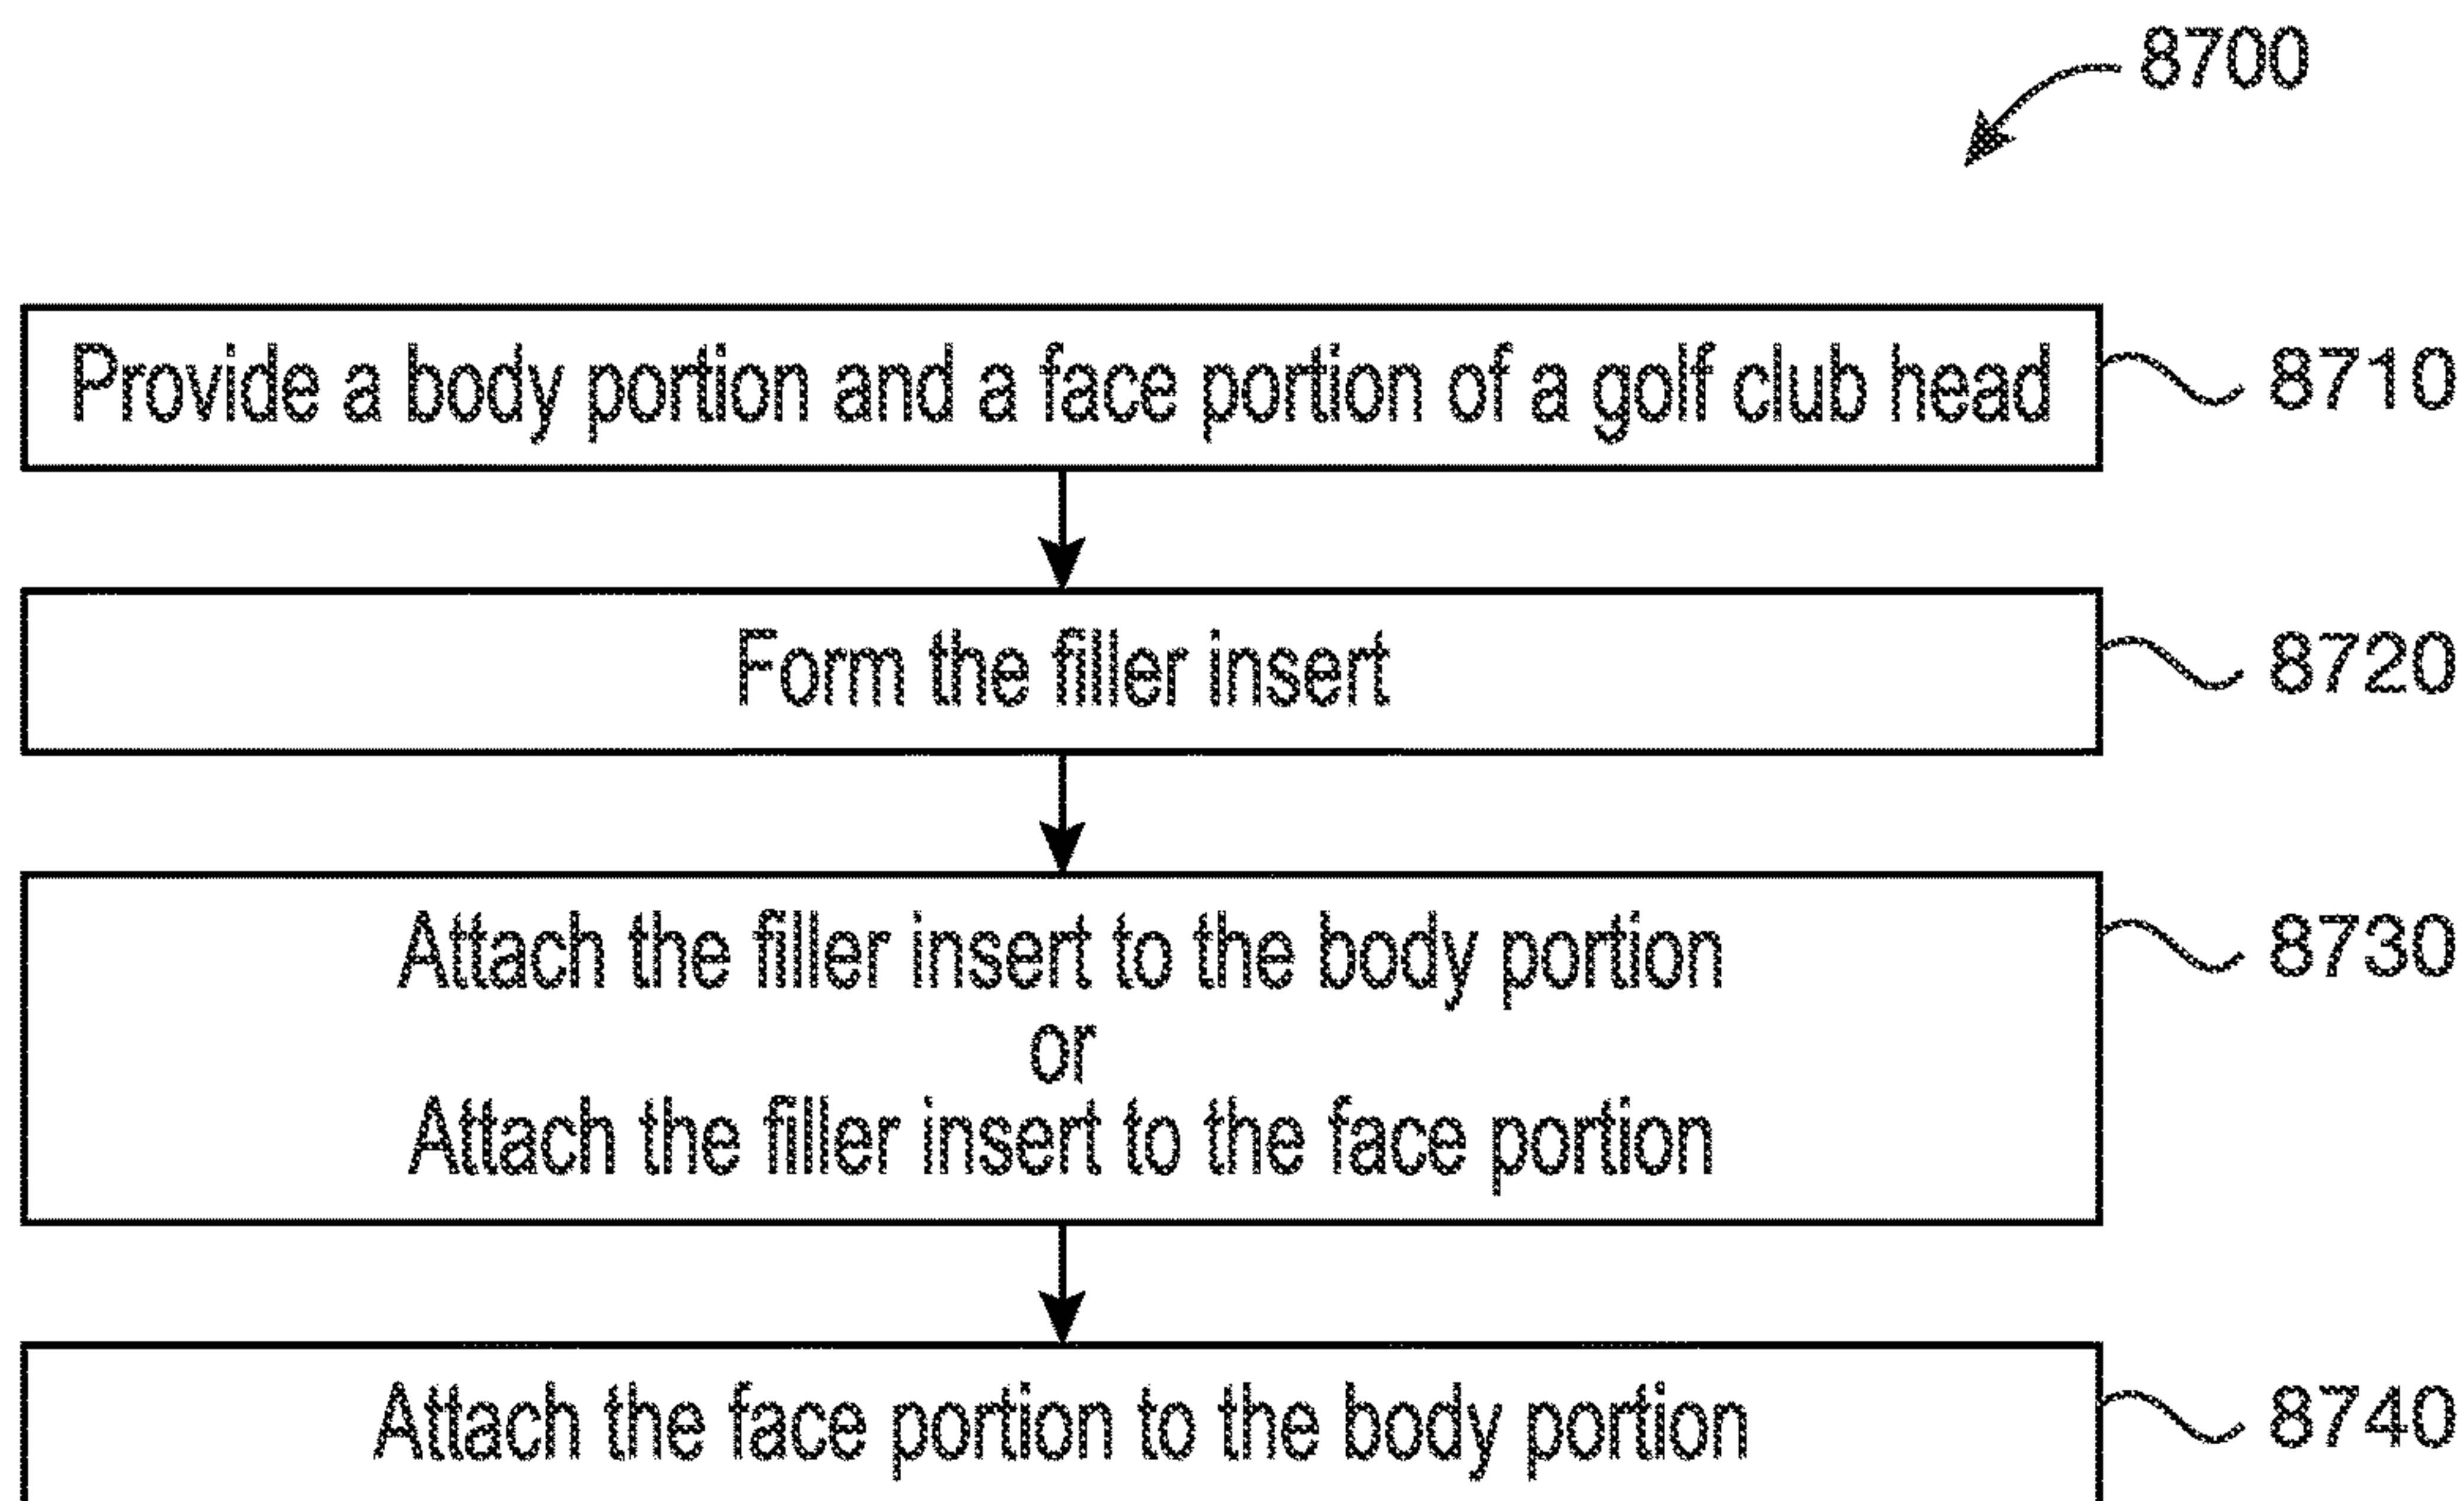 8700
Provide a body portion and a face portion of a golf club head
8710
Form the filler insert
8720
Attach the filler insert to the body portion
8730
or
Attach the filler insert to the face portion
Attach the face portion to the body portion
8740